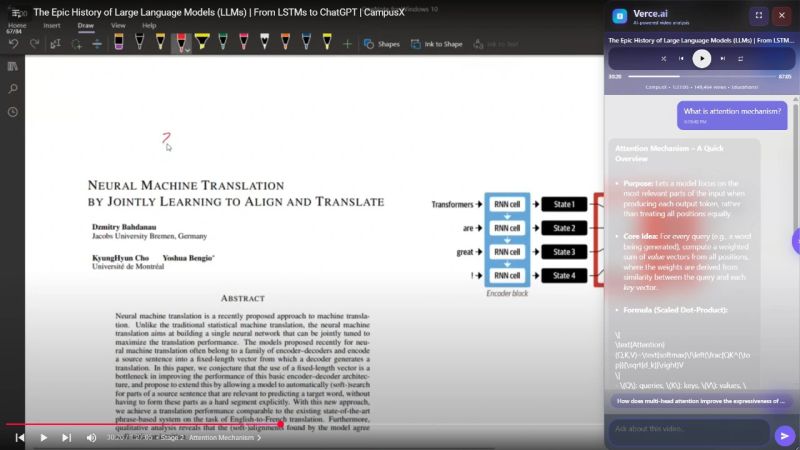 The Epic History of Large Language Models (LLMs) | From LSTMs to ChatGPT | CampusX
67/84
Home Insert Draw View Help
Shapes
Ink to Shape
Ink to Text
?
NEURAL MACHINE TRANSLATION
BY JOINTLY LEARNING TO ALIGN AND TRANSLATE
Dzmitry Bahdanau
Jacobs University Bremen, Germany
KyungHyun Cho Yoshua Bengio*
Université de Montréal
ABSTRACT
Neural machine translation is a recently proposed approach to machine transla-
tion. Unlike the traditional statistical machine translation, the neural machine
translation aims at building a single neural network that can be jointly tuned to
maximize the translation performance. The models proposed recently for neu-
ral machine translation often belong to a family of encoder–decoders and encode
a source sentence into a fixed-length vector from which a decoder generates a
translation. In this paper, we conjecture that the use of a fixed-length vector is a
bottleneck in improving the performance of this basic encoder–decoder architec-
ture, and propose to extend this by allowing a model to automatically (soft-)search
for parts of a source sentence that are relevant to predicting a target word, without
having to form these parts as a hard segment explicitly. With this new approach,
we achieve a translation performance comparable to the existing state-of-the-art
phrase-based system on the task of English-to-French translation. Furthermore,
qualitative analysis reveals that the (soft-)alignments found by the model agree
Transformers RNN cell State 1
are RNN cell State 2
great RNN cell State 3
! RNN cell State 4
Encoder block
Stage 2 Attention Mechanism
Verce.ai
AI-powered video analysis
The Epic History of Large Language Models (LLMs) | From LSTM...
30:20 87:05
What is attention mechanism?
Attention Mechanism – A Quick
Overview
• Purpose: Lets a model focus on the
most relevant parts of the input when
producing each output token, rather
than treating all positions equally.
• Core Idea: For every query (e.g., a word
being generated), compute a weighted
sum of value vectors from all positions,
where the weights are derived from
similarity between the query and each
key vector.
• Formula (Scaled Dot-Product):
\[
\text{Attention}
(Q,K,V)=\text{softmax}\!\left(\frac{QK^{\to
p}}{\sqrt{d_k}}\right)V
\]
- \(Q\): queries, \(K\): keys, \(V\): values, \
How does multi-head attention improve the expressiveness of ...
Ask about this video...